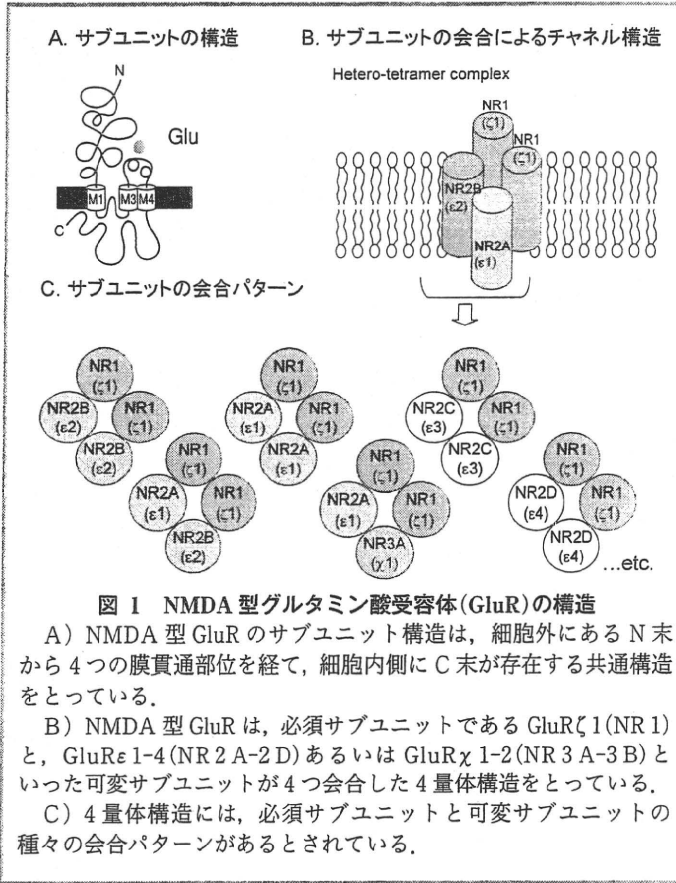 A. サブユニットの構造
N
Glu
M1 M3 M4
C
B. サブユニットの会合によるチャネル構造
Hetero-tetramer complex
NR1
(ζ1)
NR1
(ζ1)
NR2B
(ε2)
NR2A
(ε1)
C. サブユニットの会合パターン
NR1
(ζ1)
NR2B
(ε2)
NR1
(ζ1)
NR2B
(ε2)
NR1
(ζ1)
NR2A
(ε1)
NR1
(ζ1)
NR2B
(ε2)
NR1
(ζ1)
NR2A
(ε1)
NR1
(ζ1)
NR2A
(ε1)
NR1
(ζ1)
NR2A
(ε1)
NR1
(ζ1)
NR3A
(χ1)
NR1
(ζ1)
NR2C
(ε3)
NR1
(ζ1)
NR2C
(ε3)
NR1
(ζ1)
NR2D
(ε4)
NR1
(ζ1)
NR2D
(ε4)
...etc.
図 1 NMDA 型グルタミン酸受容体(GluR)の構造
A) NMDA 型 GluR のサブユニット構造は，細胞外にある N 末
から 4 つの膜貫通部位を経て，細胞内側に C 末が存在する共通構造
をとっている．
B) NMDA 型 GluR は，必須サブユニットである GluRζ1(NR 1)
と，GluRε1-4(NR 2 A-2 D)あるいは GluRχ 1-2(NR 3 A-3 B)と
いった可変サブユニットが 4 つ会合した 4 量体構造をとっている．
C) 4 量体構造には，必須サブユニットと可変サブユニットの
種々の会合パターンがあるとされている．